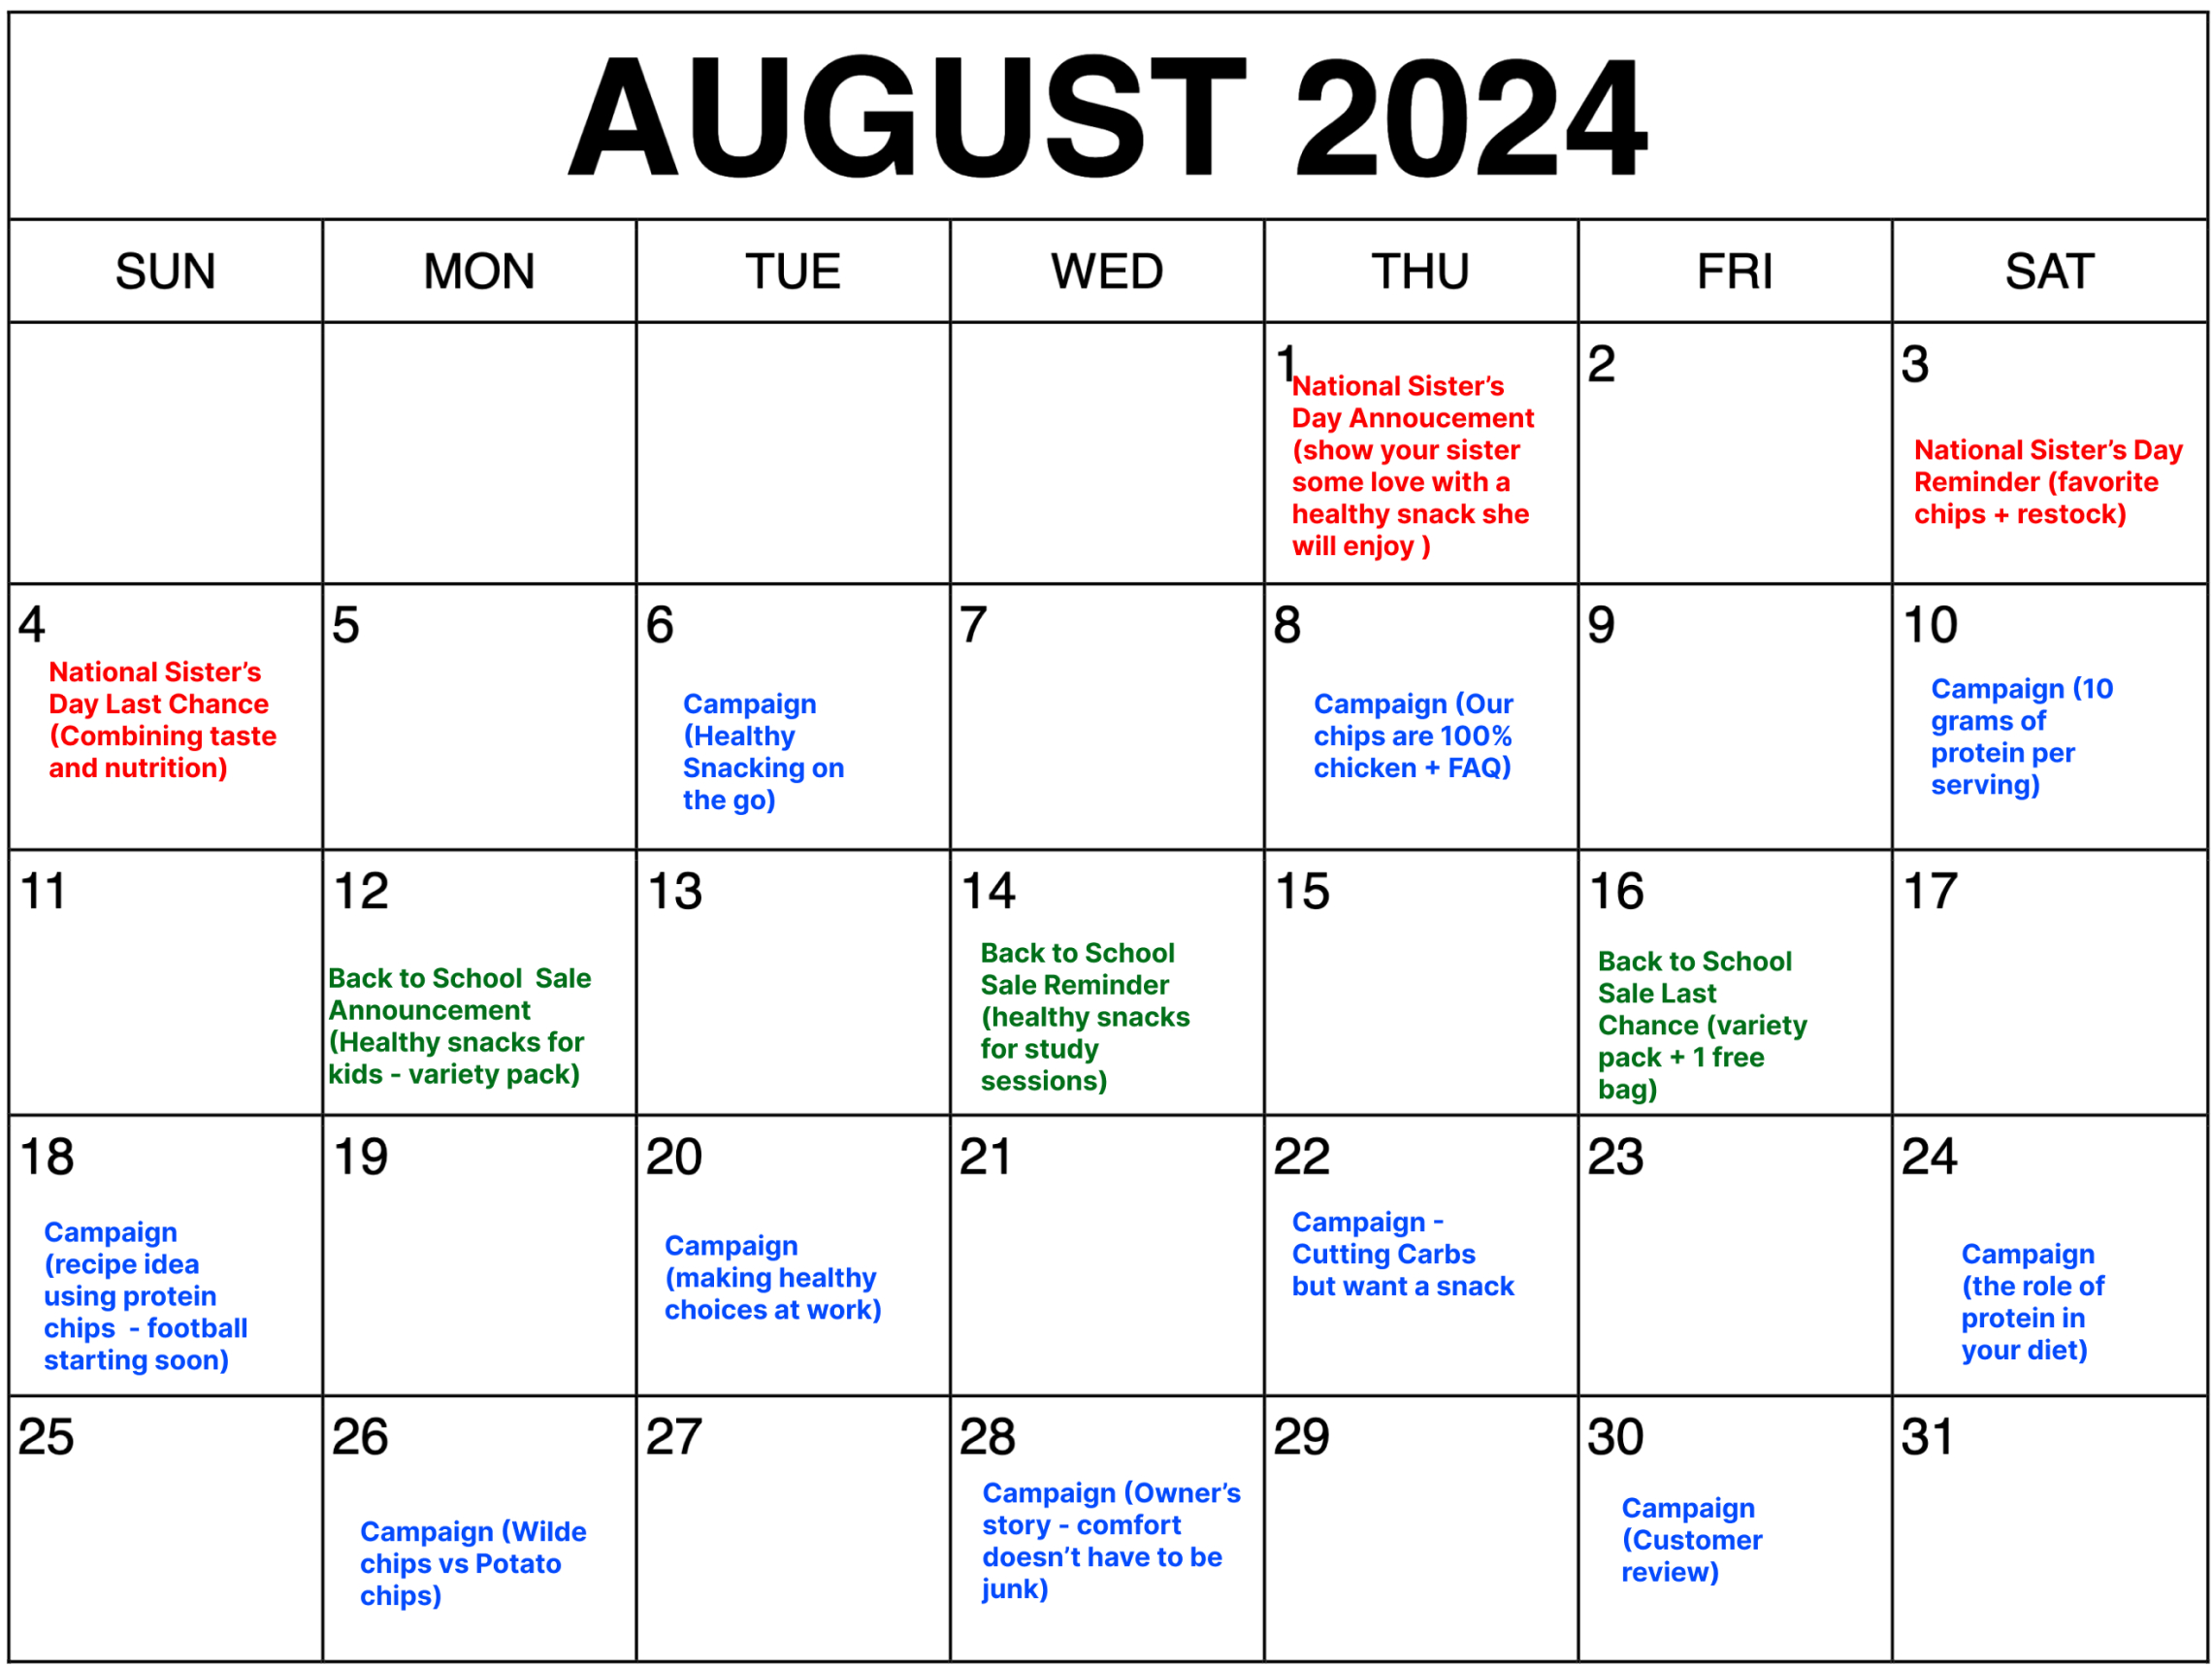 AUGUST 2024
SUN
MON
TUE
WED
THU
FRI
SAT
1
National Sister’s
Day Annoucement
(show your sister
some love with a
healthy snack she
will enjoy )
2
3
National Sister’s Day
Reminder (favorite
chips + restock)
4
National Sister’s
Day Last Chance
(Combining taste
and nutrition)
5
6
Campaign
(Healthy
Snacking on
the go)
7
8
Campaign (Our
chips are 100%
chicken + FAQ)
9
10
Campaign (10
grams of
protein per
serving)
11
12
Back to School  Sale
Announcement
(Healthy snacks for
kids - variety pack)
13
14
Back to School
Sale Reminder
(healthy snacks
for study
sessions)
15
16
Back to School
Sale Last
Chance (variety
pack + 1 free
bag)
17
18
Campaign
(recipe idea
using protein
chips  - football
starting soon)
19
20
Campaign
(making healthy
choices at work)
21
22
Campaign -
Cutting Carbs
but want a snack
23
24
Campaign
(the role of
protein in
your diet)
25
26
Campaign (Wilde
chips vs Potato
chips)
27
28
Campaign (Owner’s
story - comfort
doesn’t have to be
junk)
29
30
Campaign
(Customer
review)
31